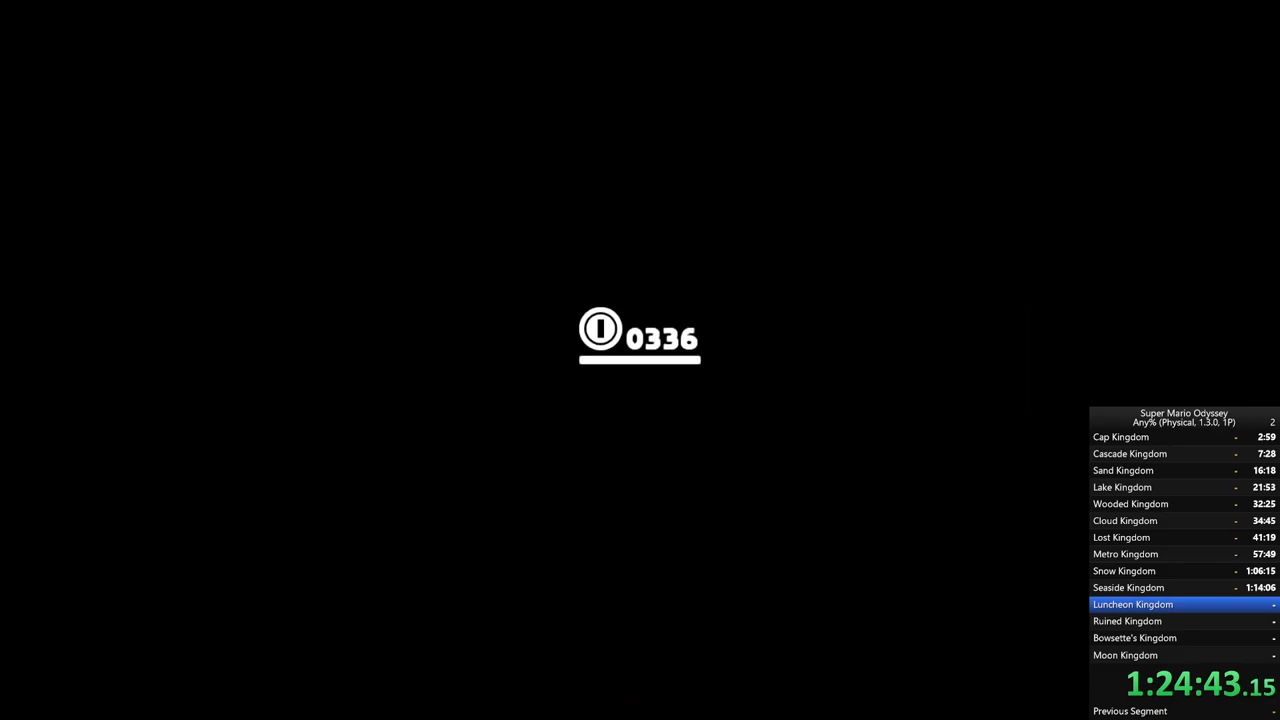 0336
Super Mario Odyssey
Any% (Physical, 1.3.0, 1P) 2
Cap Kingdom - 2:59
Cascade Kingdom - 7:28
Sand Kingdom - 16:18
Lake Kingdom - 21:53
Wooded Kingdom - 32:25
Cloud Kingdom - 34:45
Lost Kingdom - 41:19
Metro Kingdom - 57:49
Snow Kingdom - 1:06:15
Seaside Kingdom - 1:14:06
Luncheon Kingdom -
Ruined Kingdom -
Bowsette's Kingdom -
Moon Kingdom -
1:24:43.15
Previous Segment -